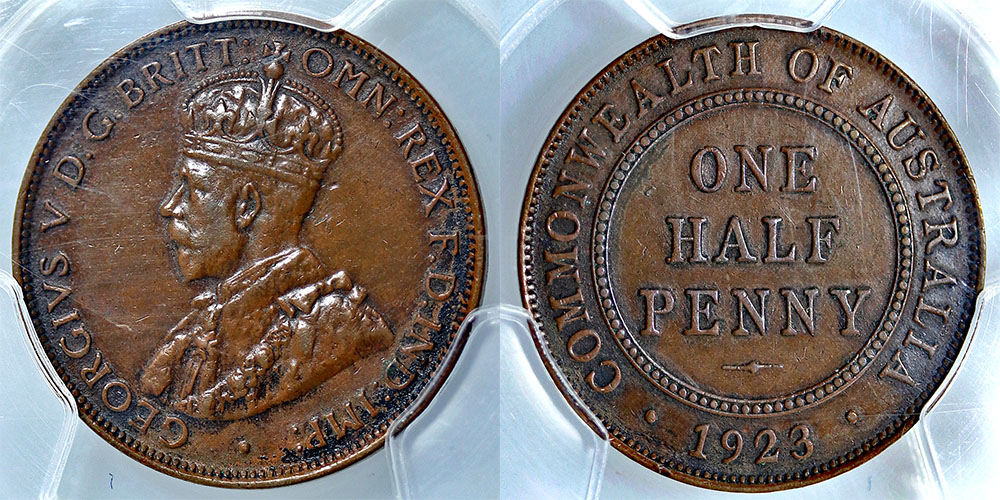 GEORGIVS V D.G. BRITT: OMN: REX F.D. IND: IMP.
COMMONWEALTH OF AUSTRALIA
ONE
HALF
PENNY
· 1923 ·